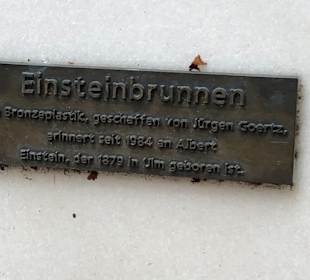 Einsteinbrunnen
Bronzeplastik, geschaffen von Jürgen Goertz,
erinnert seit 1984 an Albert
Einstein, der 1879 in Ulm geboren ist.